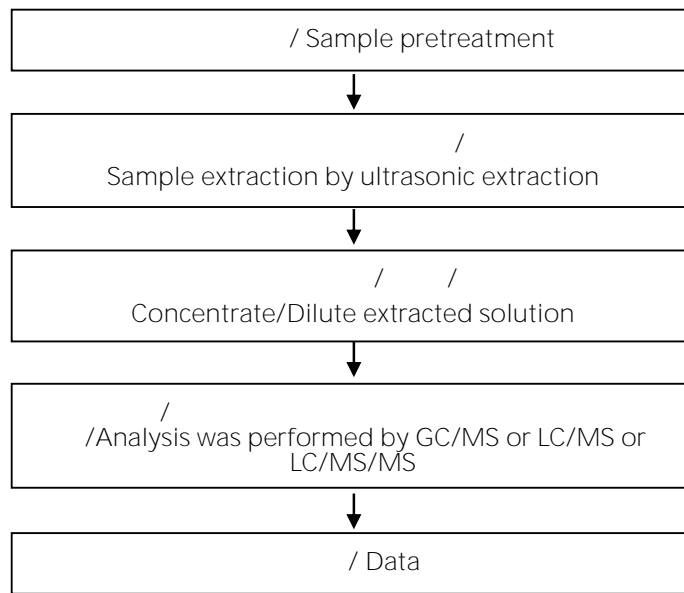 / Sample pretreatment
/
Sample extraction by ultrasonic extraction
/ /
Concentrate/Dilute extracted solution
/
/Analysis was performed by GC/MS or LC/MS or
LC/MS/MS
/ Data